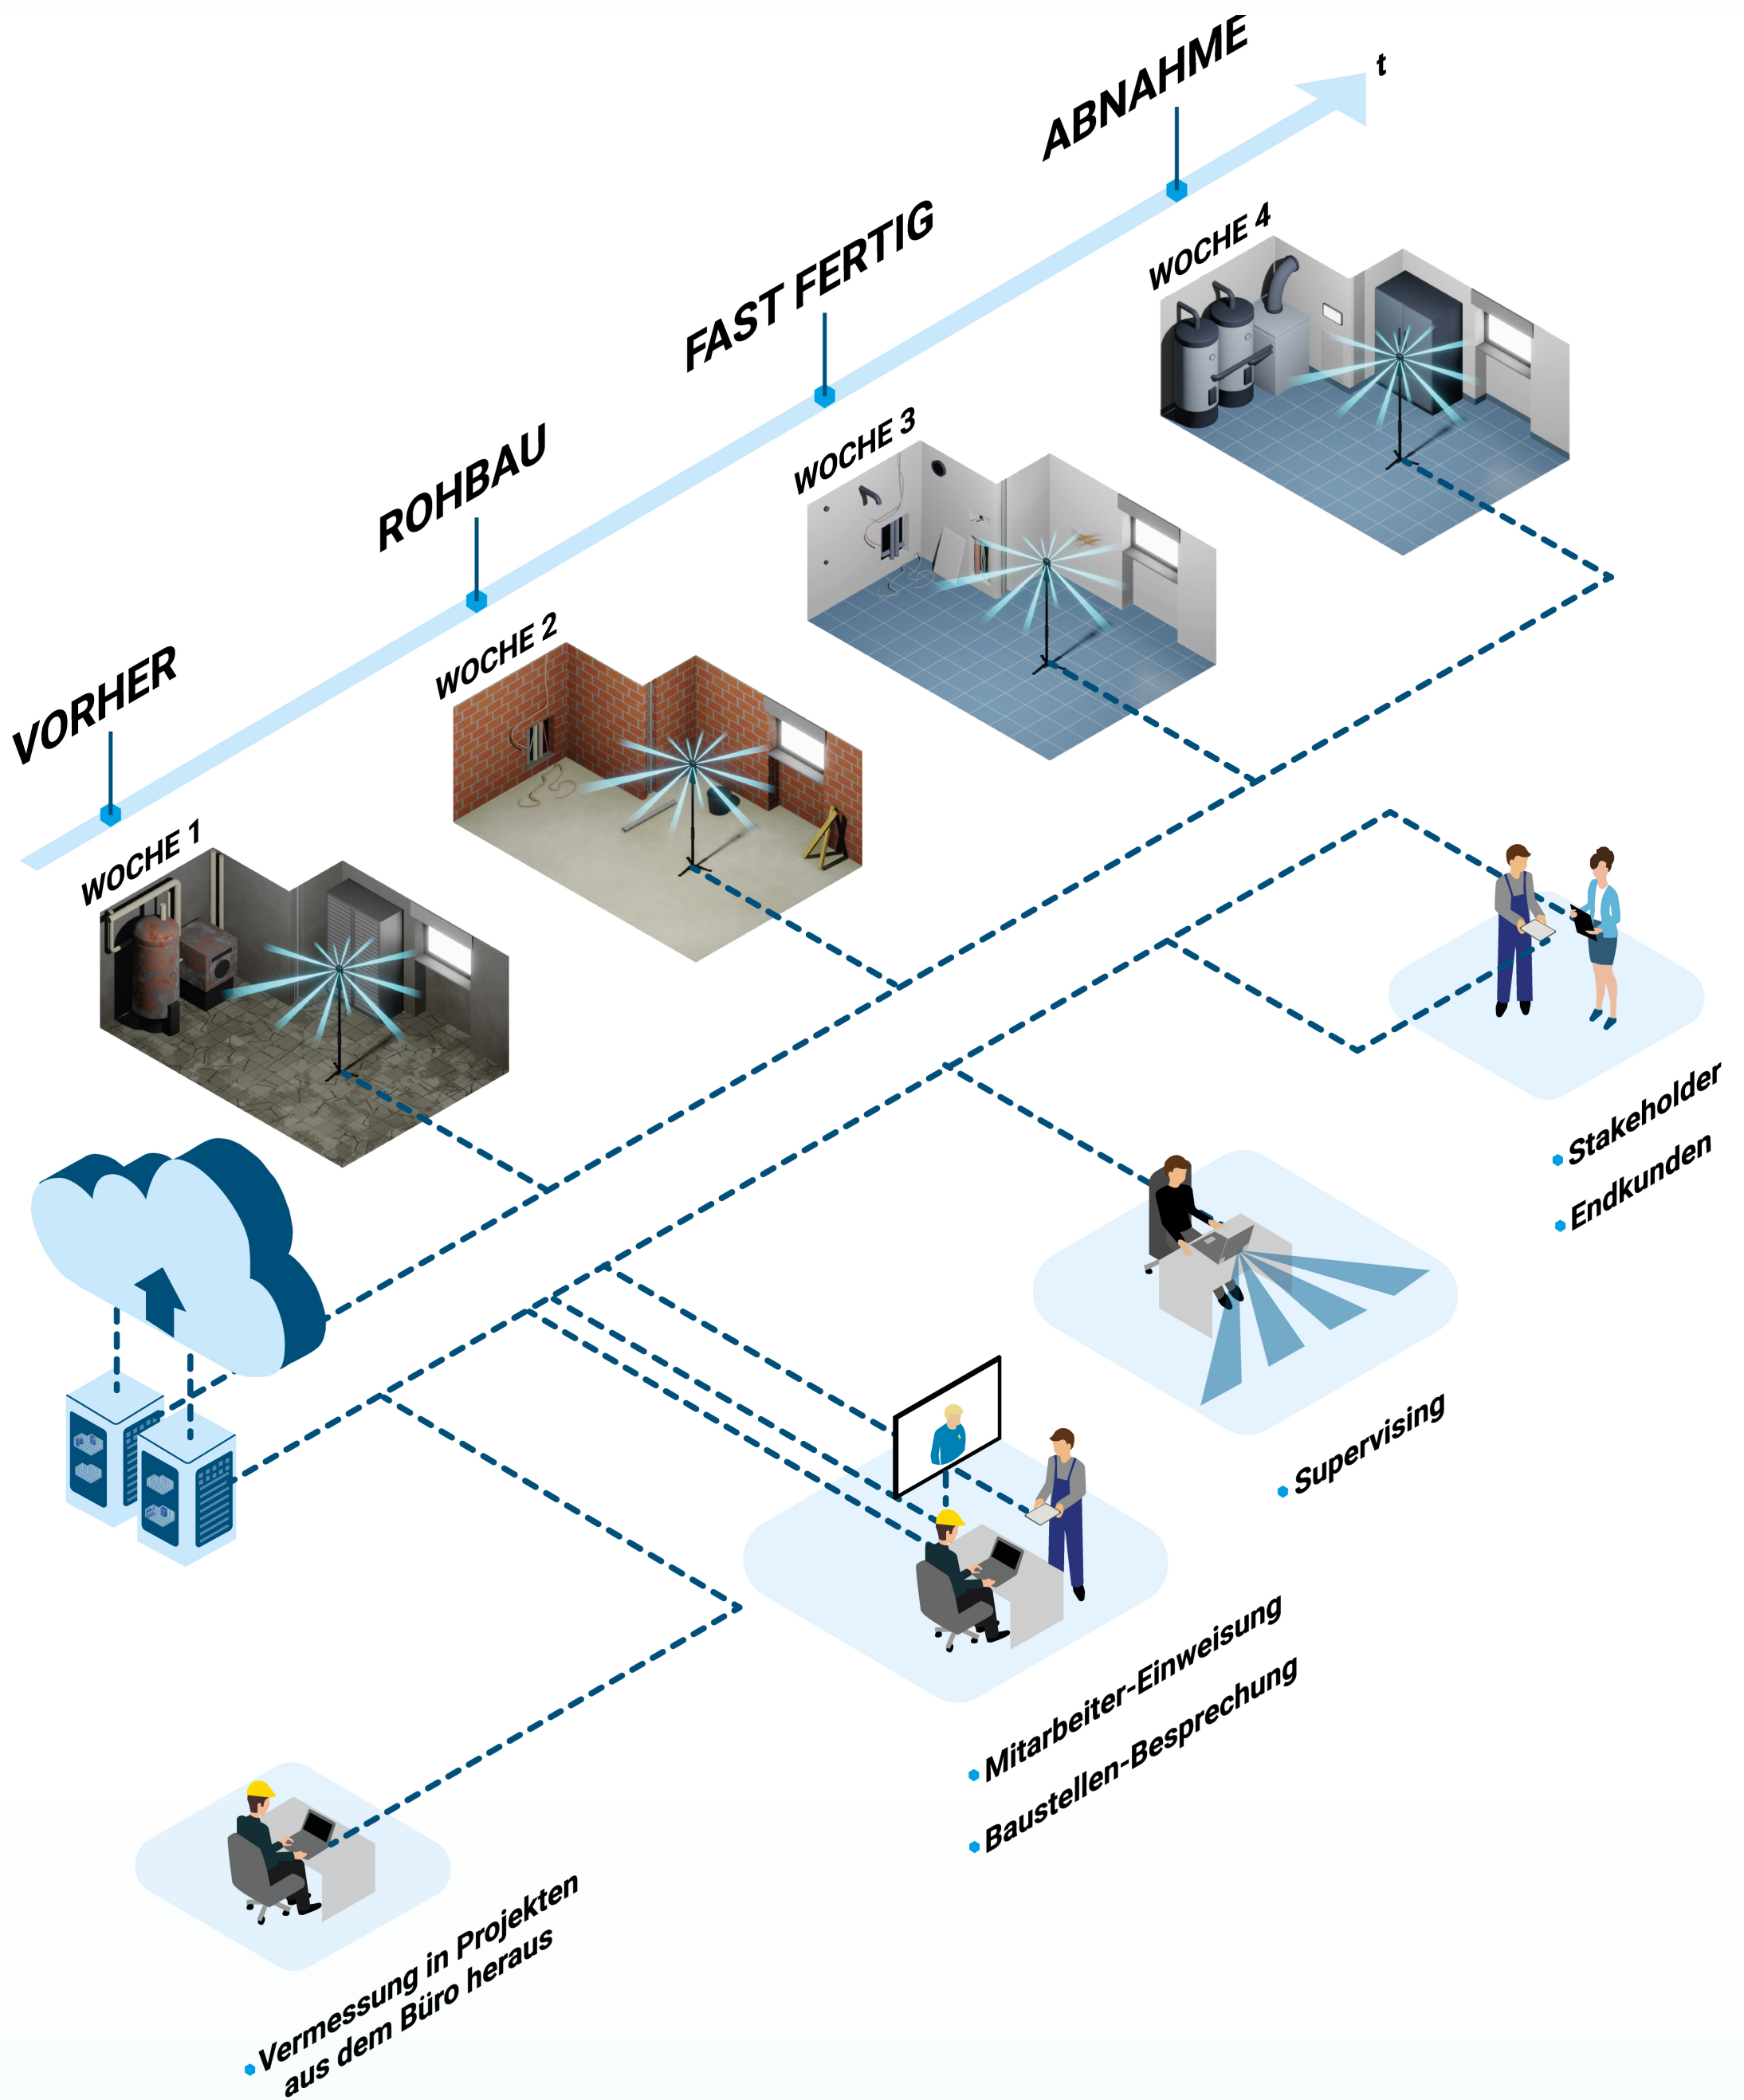 VORHER
ROHBAU
FAST FERTIG
ABNAHME
t
WOCHE 1
WOCHE 2
WOCHE 3
WOCHE 4
Stakeholder
Endkunden
Supervising
Mitarbeiter-Einweisung
Baustellen-Besprechung
Vermessung in Projekten
aus dem Büro heraus